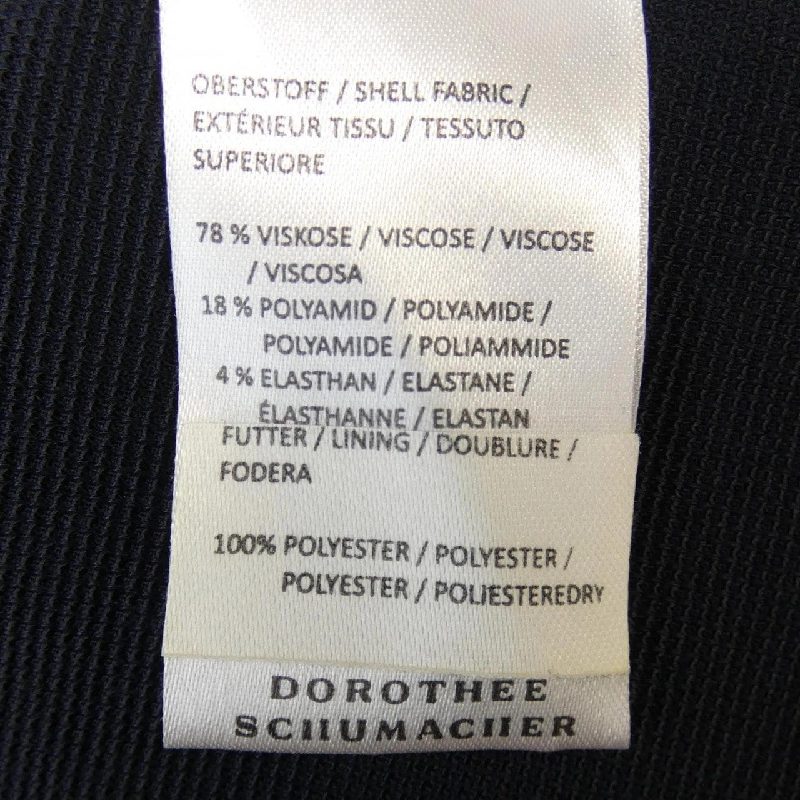 OBERSTOFF / SHELL FABRIC /
EXTÉRIEUR TISSU / TESSUTO
SUPERIORE
78 % VISKOSE / VISCOSE / VISCOSE
/ VISCOSA
18 % POLYAMID / POLYAMIDE /
POLYAMIDE / POLIAMMIDE
4 % ELASTHAN / ELASTANE /
ÉLASTHANNE / ELASTAN
FUTTER / LINING / DOUBLURE /
FODERA
100% POLYESTER / POLYESTER /
POLYESTER / POLIESTEREDRY
DOROTHEE
SCHUMACHER